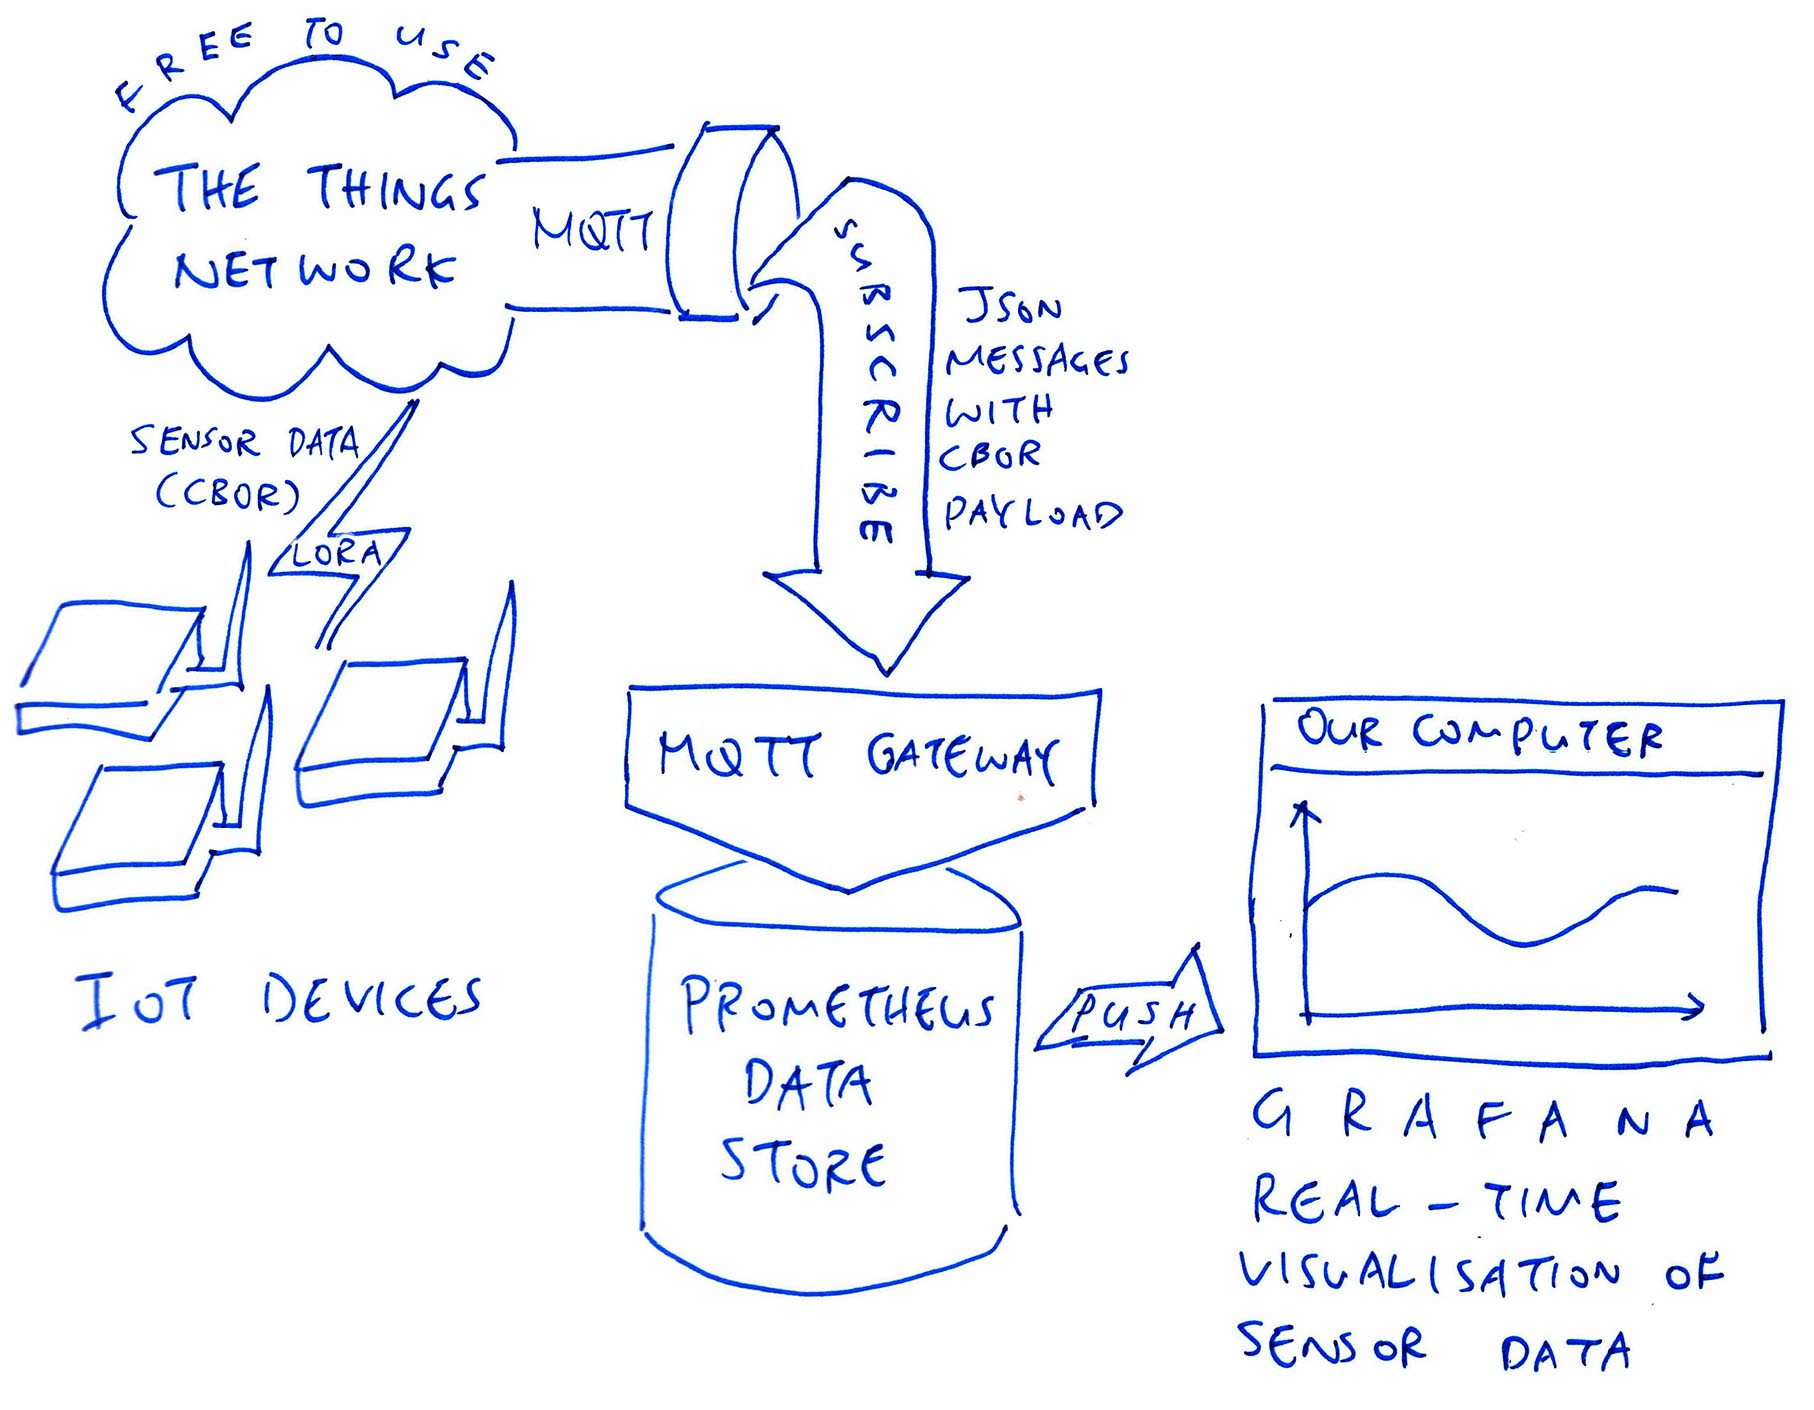 FREE TO USE
THE THINGS
NETWORK
MQTT
SUBSCRIBE
JSON
MESSAGES
WITH
CBOR
PAYLOAD
SENSOR DATA
(CBOR)
LORA
IOT DEVICES
MQTT GATEWAY
PROMETHEUS
DATA
STORE
PUSH
OUR COMPUTER
GRAFANA
REAL-TIME
VISUALISATION OF
SENSOR DATA